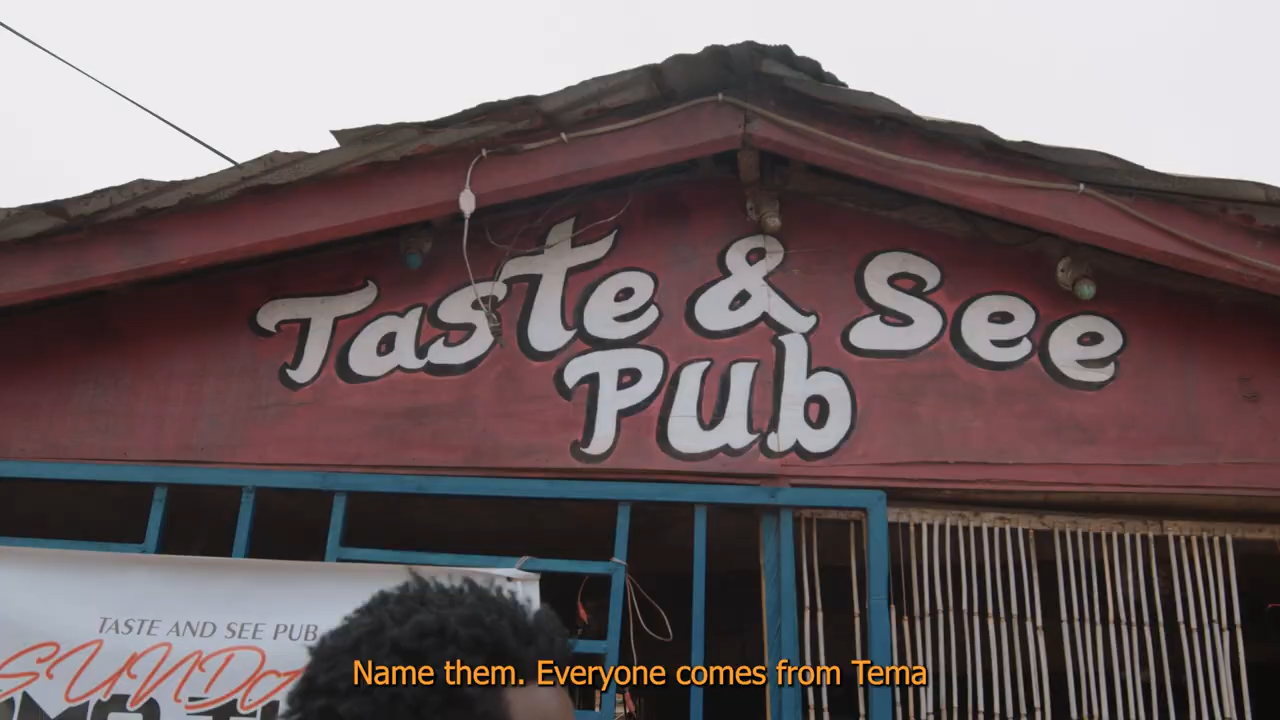 Taste & See
Pub
TASTE AND SEE PUB
Name them. Everyone comes from Tema